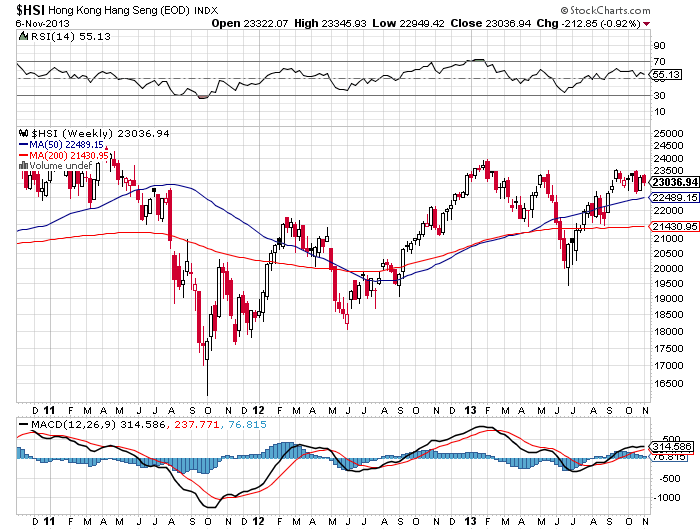 $HSI Hong Kong Hang Seng (EOD) INDX
© StockCharts.com
6-Nov-2013
Open 23322.07 High 23345.93 Low 22949.42 Close 23036.94 Chg -212.85 (-0.92%)
RSI(14) 55.13
90
70
55.13
30
10
$HSI (Weekly) 23036.94
MA(50) 22489.15
MA(200) 21430.95
Volume undef
25000
24500
24000
23500
23036.94
22489.15
22000
21430.95
21000
20500
20000
19500
19000
18500
18000
17500
17000
16500
D 11 F M A M J J A S O N D 12 F M A M J J A S O N D 13 F M A M J J A S O N
MACD(12,26,9) 314.586, 237.771, 76.815
500
314.586
76.815
-500
-1000
D 11 F M A M J J A S O N D 12 F M A M J J A S O N D 13 F M A M J J A S O N